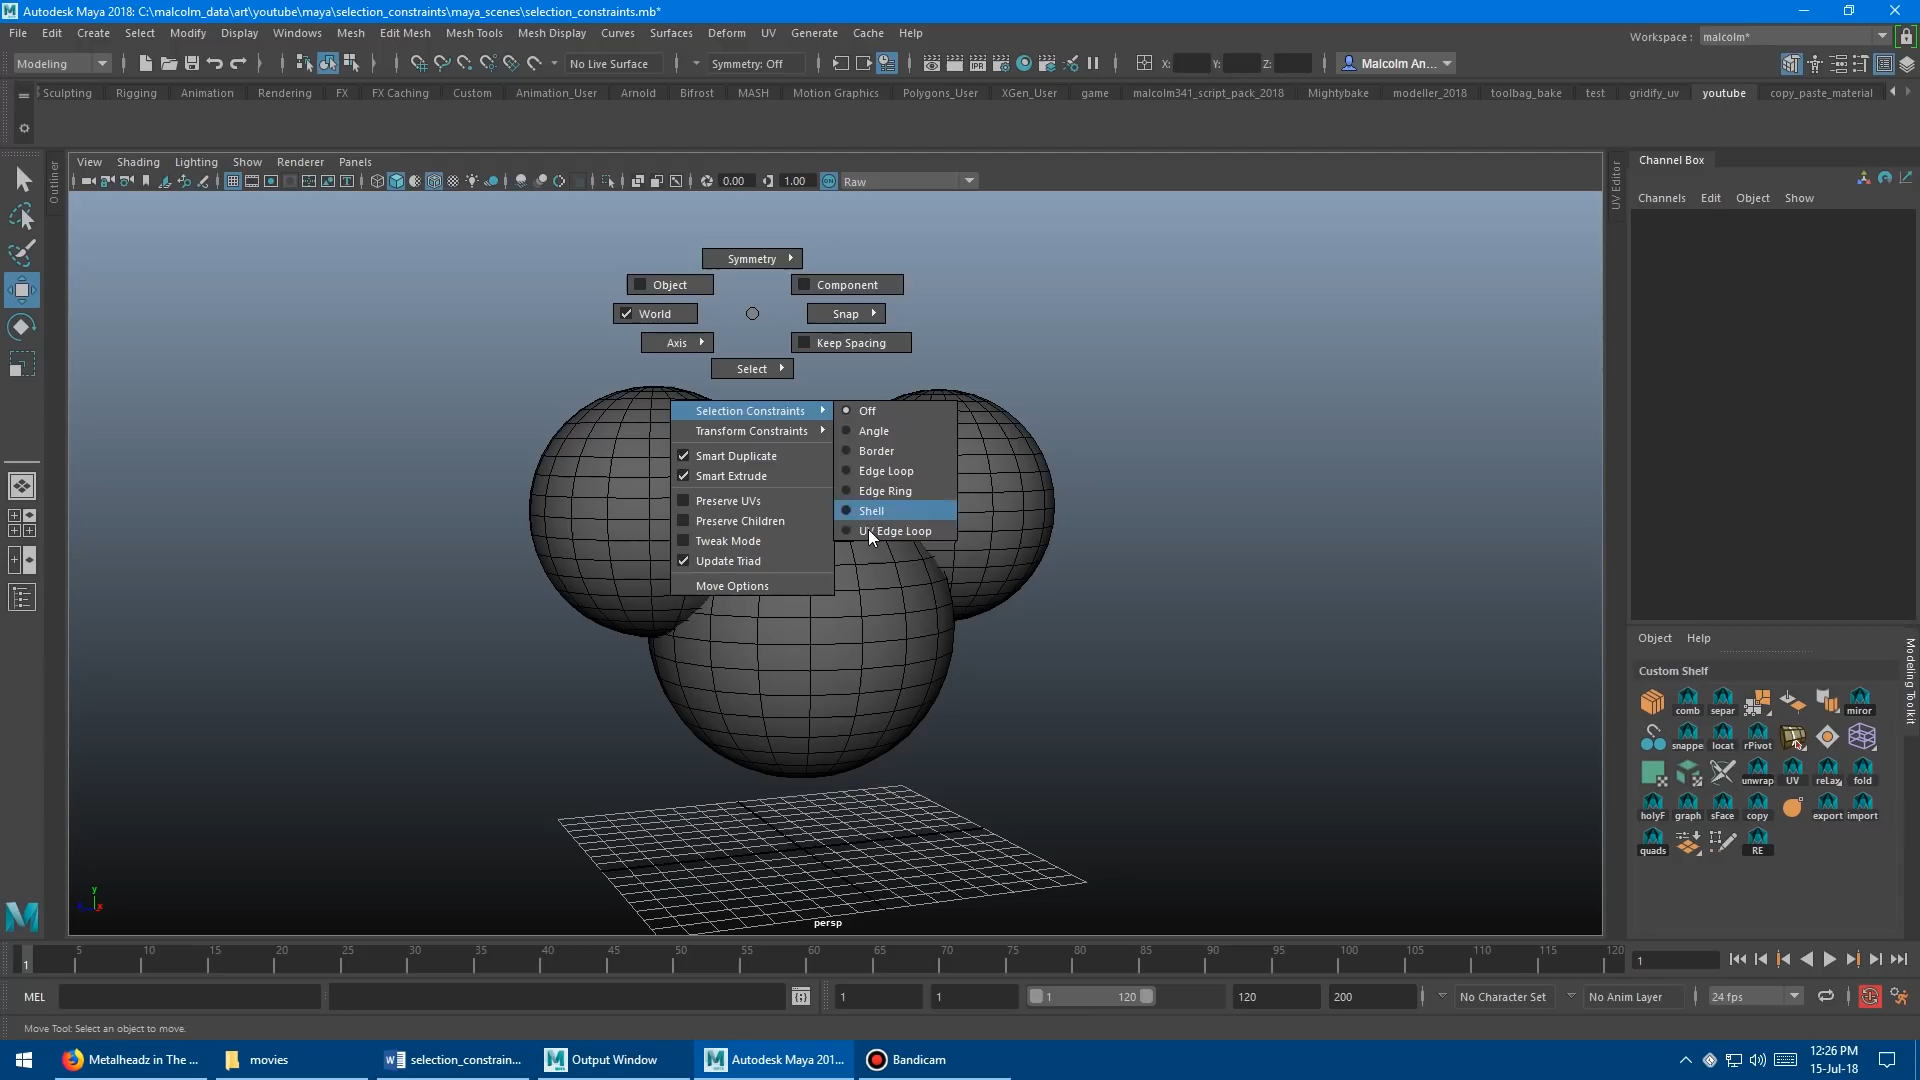 Autodesk Maya 2018: C:\malcolm_data\art\youtube\maya\selection_constraints\maya_scenes\selection_constraints.mb*
File Edit Create Select Modify Display Windows Mesh Edit Mesh Mesh Tools Mesh Display Curves Surfaces Deform UV Generate Cache Help
Workspace : malcolm*
Modeling No Live Surface Symmetry: Off X: Y: Z: Malcolm An...
Sculpting Rigging Animation Rendering FX FX Caching Custom Animation_User Arnold Bifrost MASH Motion Graphics Polygons_User XGen_User game malcolm341_script_pack_2018 Mightybake modeller_2018 toolbag_bake test gridify_uv youtube copy_paste_material
View Shading Lighting Show Renderer Panels
0.00 1.00 ON Raw
Outliner
UV Editor
Channel Box
Channels Edit Object Show
Symmetry
Object Component
World Snap
Axis Keep Spacing
Select
Selection Constraints
Transform Constraints
Smart Duplicate
Smart Extrude
Preserve UVs
Preserve Children
Tweak Mode
Update Triad
Move Options
Off
Angle
Border
Edge Loop
Edge Ring
Shell
UV Edge Loop
Object Help
Modeling Toolkit
Custom Shelf
comb separ miror
snappe locat rPivot
unwrap UV reLax fold
holyF graph sFace copy export import
quads RE
y
x
persp
5 10 15 20 25 30 35 40 45 50 55 60 65 70 75 80 85 90 95 100 105 110 115 120
1
1
MEL 1 1 1 120 120 200 No Character Set No Anim Layer 24 fps
Move Tool: Select an object to move.
Metalheadz in The ... movies selection_constrain... Output Window Autodesk Maya 201... Bandicam
12:26 PM
15-Jul-18